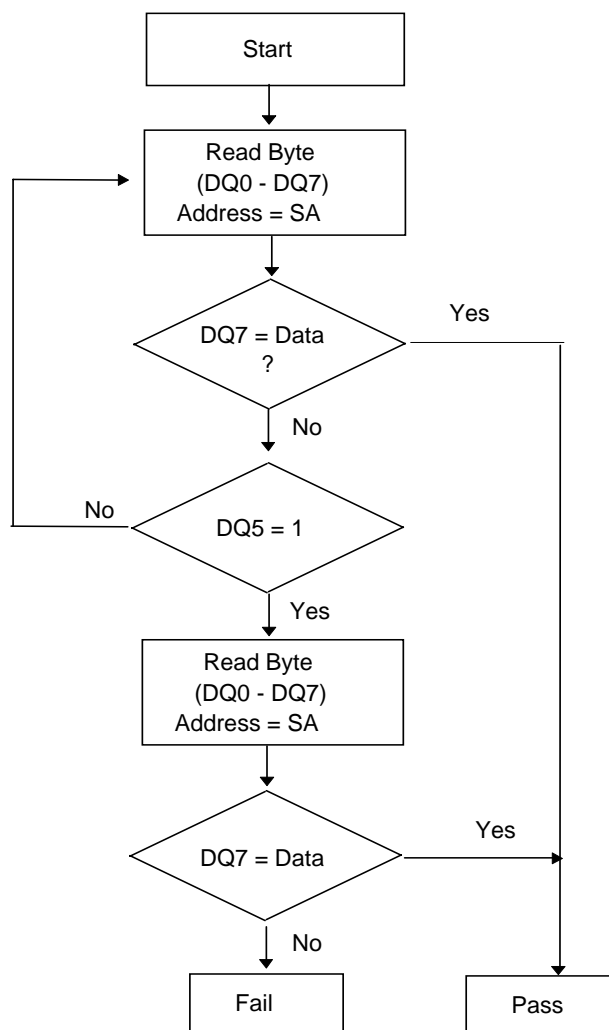 Start
Read Byte
(DQ0 - DQ7)
Address = SA
DQ7 = Data
?
Yes
No
DQ5 = 1
No
Yes
Read Byte
(DQ0 - DQ7)
Address = SA
DQ7 = Data
Yes
No
Fail
Pass